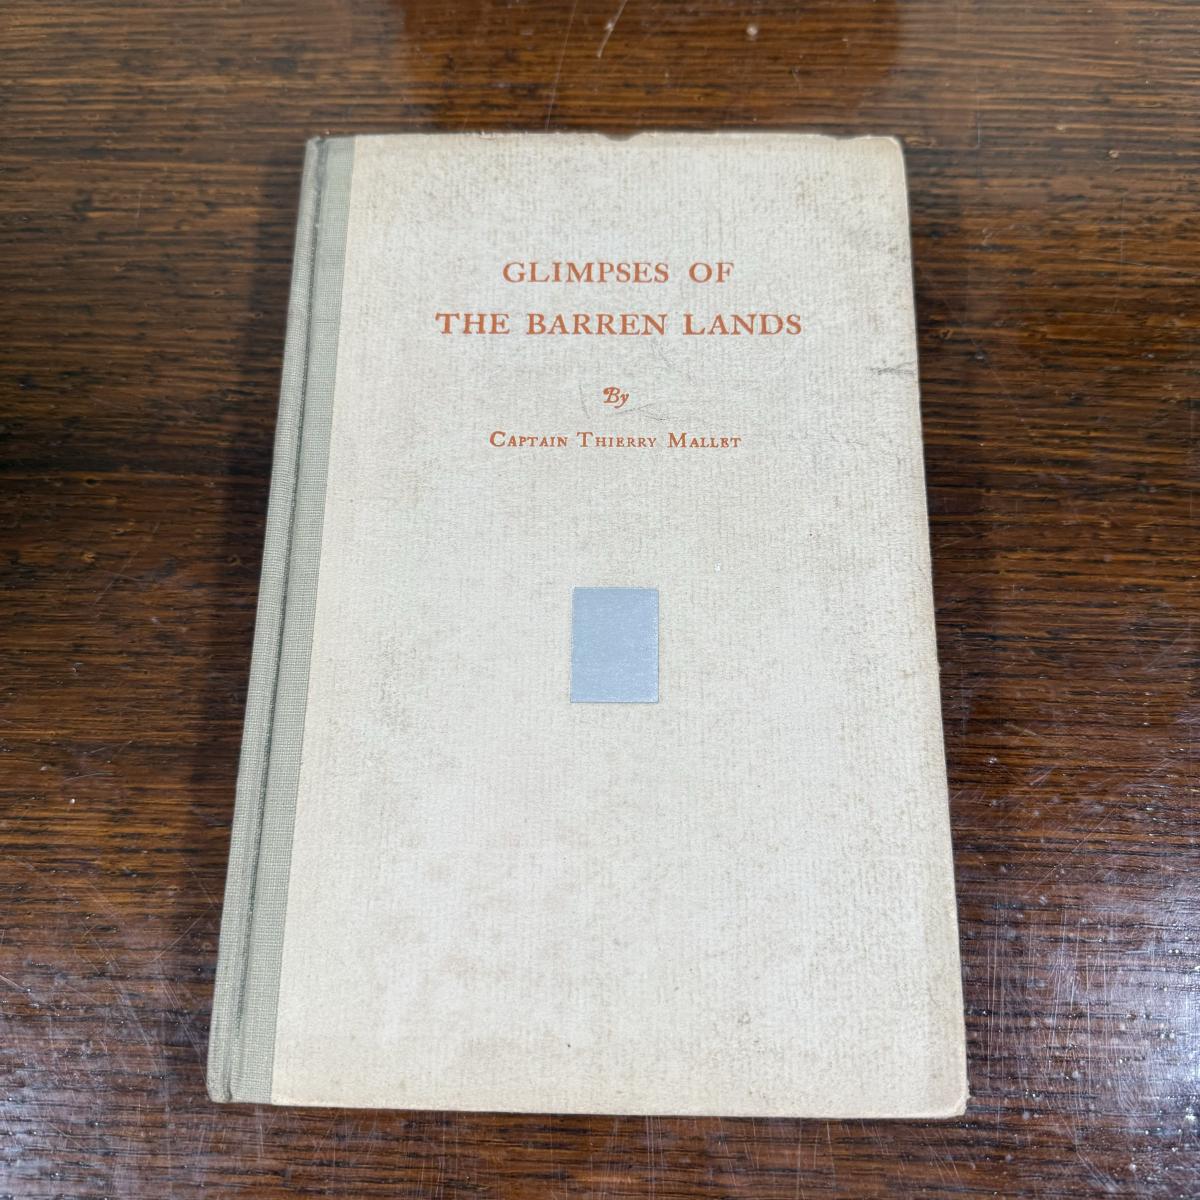 GLIMPSES OF
THE BARREN LANDS
By
CAPTAIN THIERRY MALLET